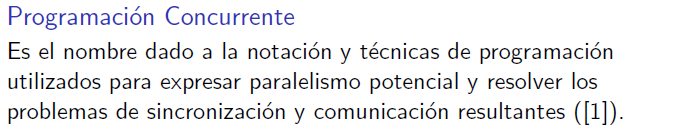 Programación Concurrente
Es el nombre dado a la notación y técnicas de programación
utilizados para expresar paralelismo potencial y resolver los
problemas de sincronización y comunicación resultantes ([1]).